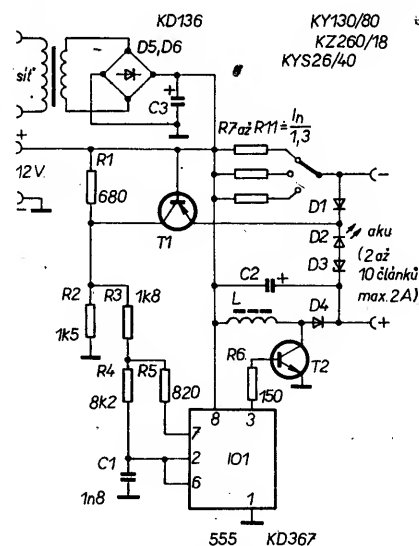 KD136
KY130/80
KZ260/18
KYS26/40
D5, D6
síť
+
C3
+
12 V
−
R1
680
T1
R7 až R11 = In
1,3
−
D1
D2
D3
aku
(2 až
10 článků
max. 2A)
C2
+
L
D4
+
R2
1k5
R3
1k8
R4
8k2
R5
820
R6
150
T2
8
3
7
2
6
1
IO1
C1
1n8
555
KD367